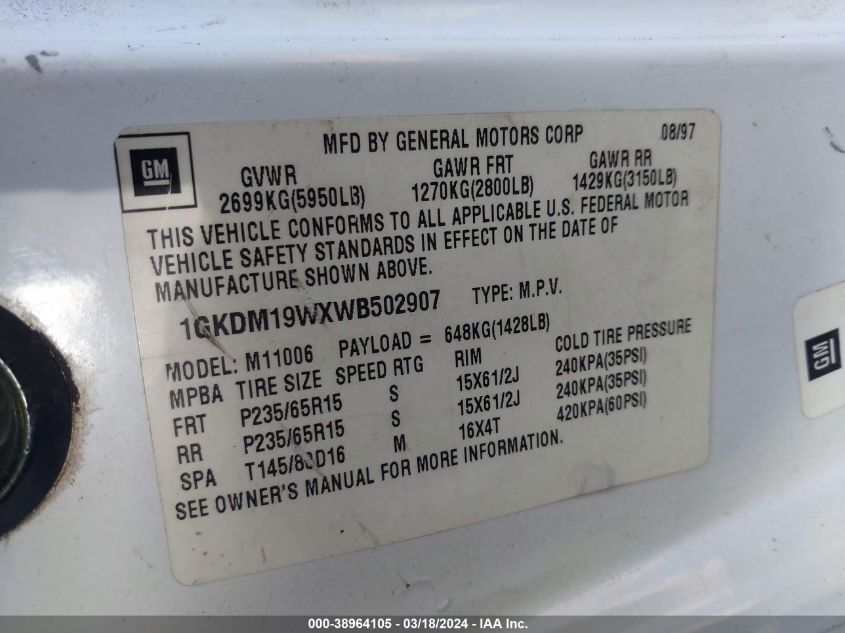 MFD BY GENERAL MOTORS CORP 08/97
GM
GVWR GAWR FRT GAWR RR
2699KG(5950LB) 1270KG(2800LB) 1429KG(3150LB)
THIS VEHICLE CONFORMS TO ALL APPLICABLE U.S. FEDERAL MOTOR
VEHICLE SAFETY STANDARDS IN EFFECT ON THE DATE OF
MANUFACTURE SHOWN ABOVE.
1GKDM19WXWB502907 TYPE: M.P.V.
MODEL: M11006 PAYLOAD = 648KG(1428LB)
MPBA TIRE SIZE SPEED RTG RIM COLD TIRE PRESSURE
FRT P235/65R15 S 15X61/2J 240KPA(35PSI)
RR P235/65R15 S 15X61/2J 240KPA(35PSI)
SPA T145/80D16 M 16X4T 420KPA(60PSI)
SEE OWNER'S MANUAL FOR MORE INFORMATION.
GM
000-38964105 - 03/18/2024 - IAA Inc.